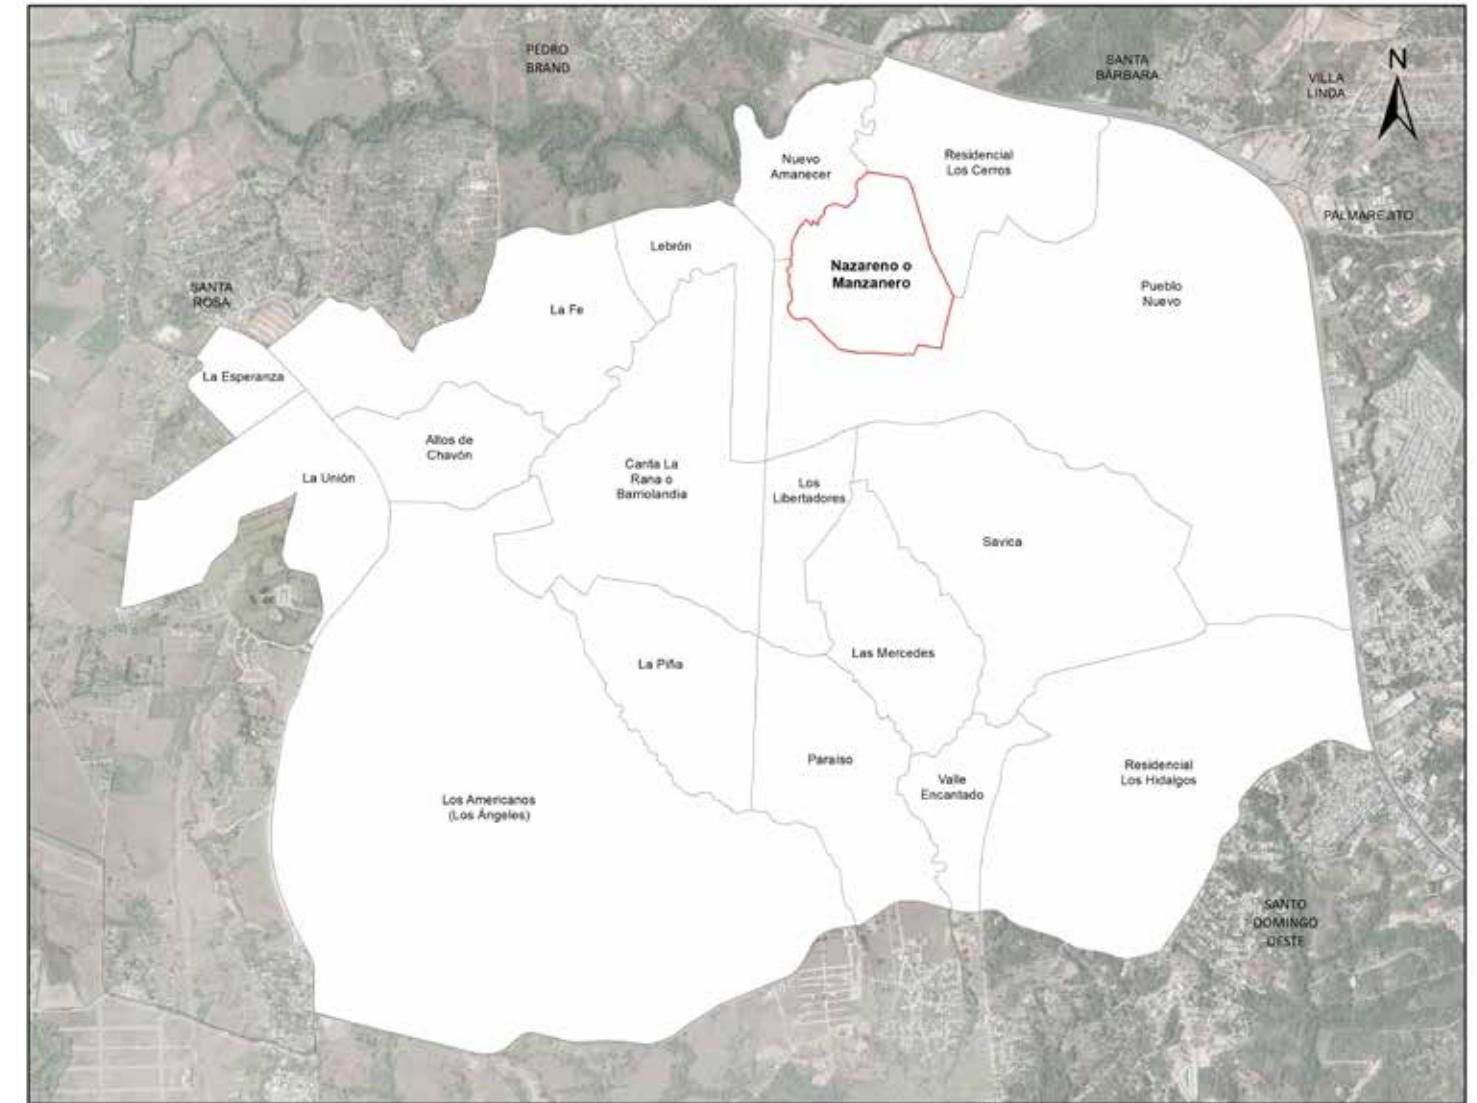 PEDRO
BRAND
SANTA
BÁRBARA
N
VILLA
LINDA
Nuevo
Amanecer
Residencial
Los Cerros
PALMAREJITO
Lebrón
Nazareno o
Manzanero
SANTA
ROSA
La Fe
Pueblo
Nuevo
La Esperanza
Altos de
Chavón
La Unión
Canta La
Rana o
Barriolandia
Los
Libertadores
Savica
Las Mercedes
La Piña
Paraíso
Valle
Encantado
Residencial
Los Hidalgos
Los Americanos
(Los Ángeles)
SANTO
DOMINGO
OESTE